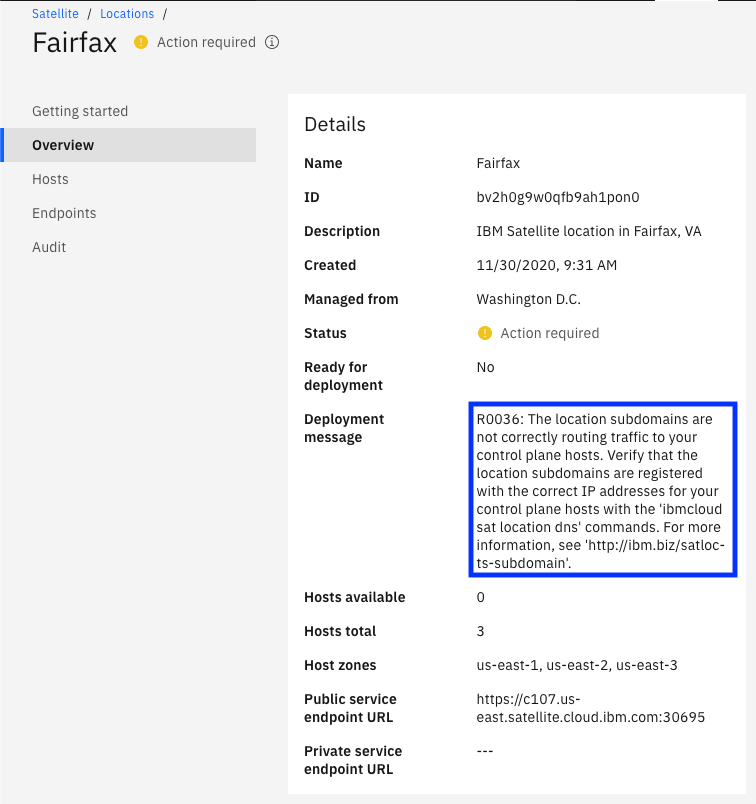 Satellite / Locations /
Fairfax Action required
Getting started
Overview
Hosts
Endpoints
Audit
Details
Name Fairfax
ID bv2h0g9w0qfb9ah1pon0
Description IBM Satellite location in Fairfax, VA
Created 11/30/2020, 9:31 AM
Managed from Washington D.C.
Status Action required
Ready for No
deployment
Deployment
message
R0036: The location subdomains are
not correctly routing traffic to your
control plane hosts. Verify that the
location subdomains are registered
with the correct IP addresses for your
control plane hosts with the 'ibmcloud
sat location dns' commands. For more
information, see 'http://ibm.biz/satloc-
ts-subdomain'.
Hosts available 0
Hosts total 3
Host zones us-east-1, us-east-2, us-east-3
Public service
endpoint URL
https://c107.us-
east.satellite.cloud.ibm.com:30695
Private service
endpoint URL
---